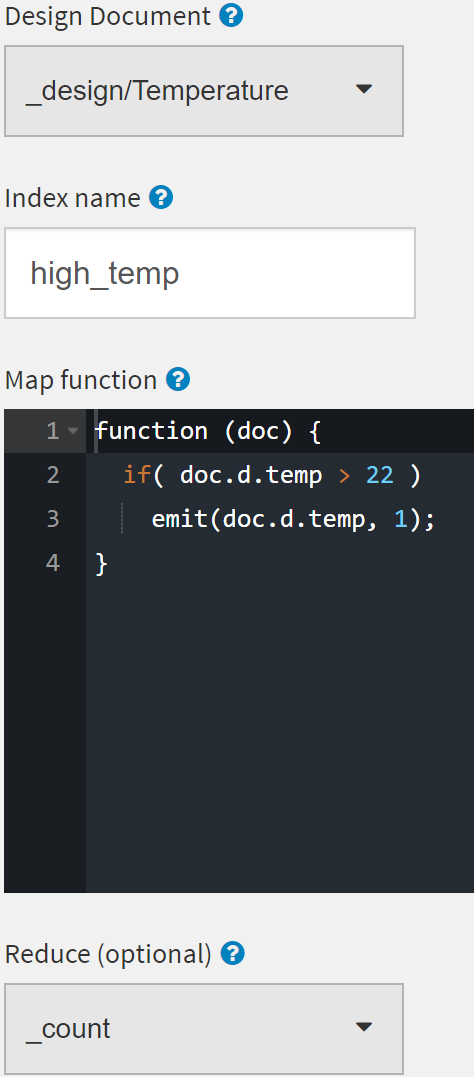 Design Document ?
_design/Temperature
Index name ?
high_temp
Map function ?
1 function (doc) {
2 if( doc.d.temp > 22 )
3 emit(doc.d.temp, 1);
4 }
Reduce (optional) ?
_count